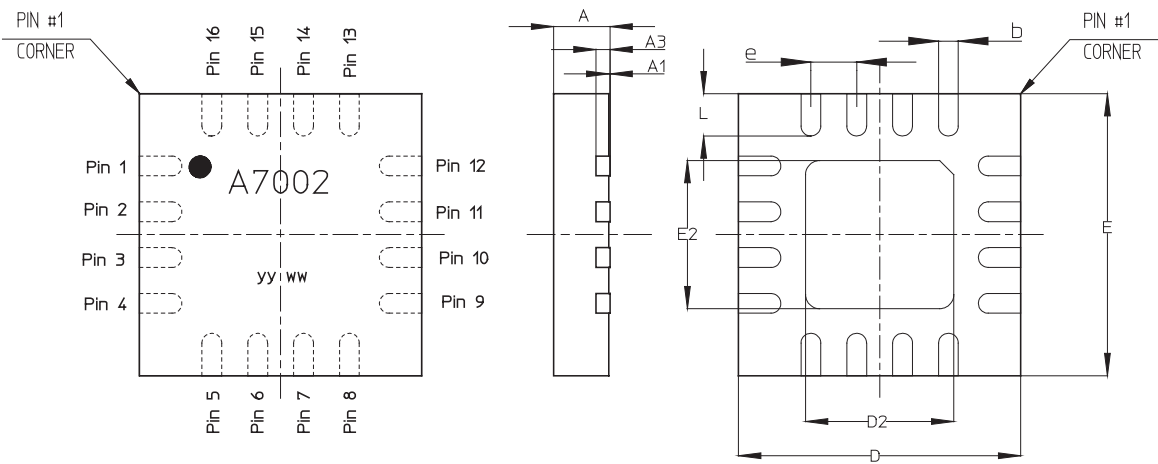 PIN #1
CORNER
Pin 16
Pin 15
Pin 14
Pin 13
Pin 1
Pin 2
Pin 3
Pin 4
A7002
yy ww
Pin 12
Pin 11
Pin 10
Pin 9
Pin 5
Pin 6
Pin 7
Pin 8
A
A3
A1
e
b
PIN #1
CORNER
L
E2
E
D2
D